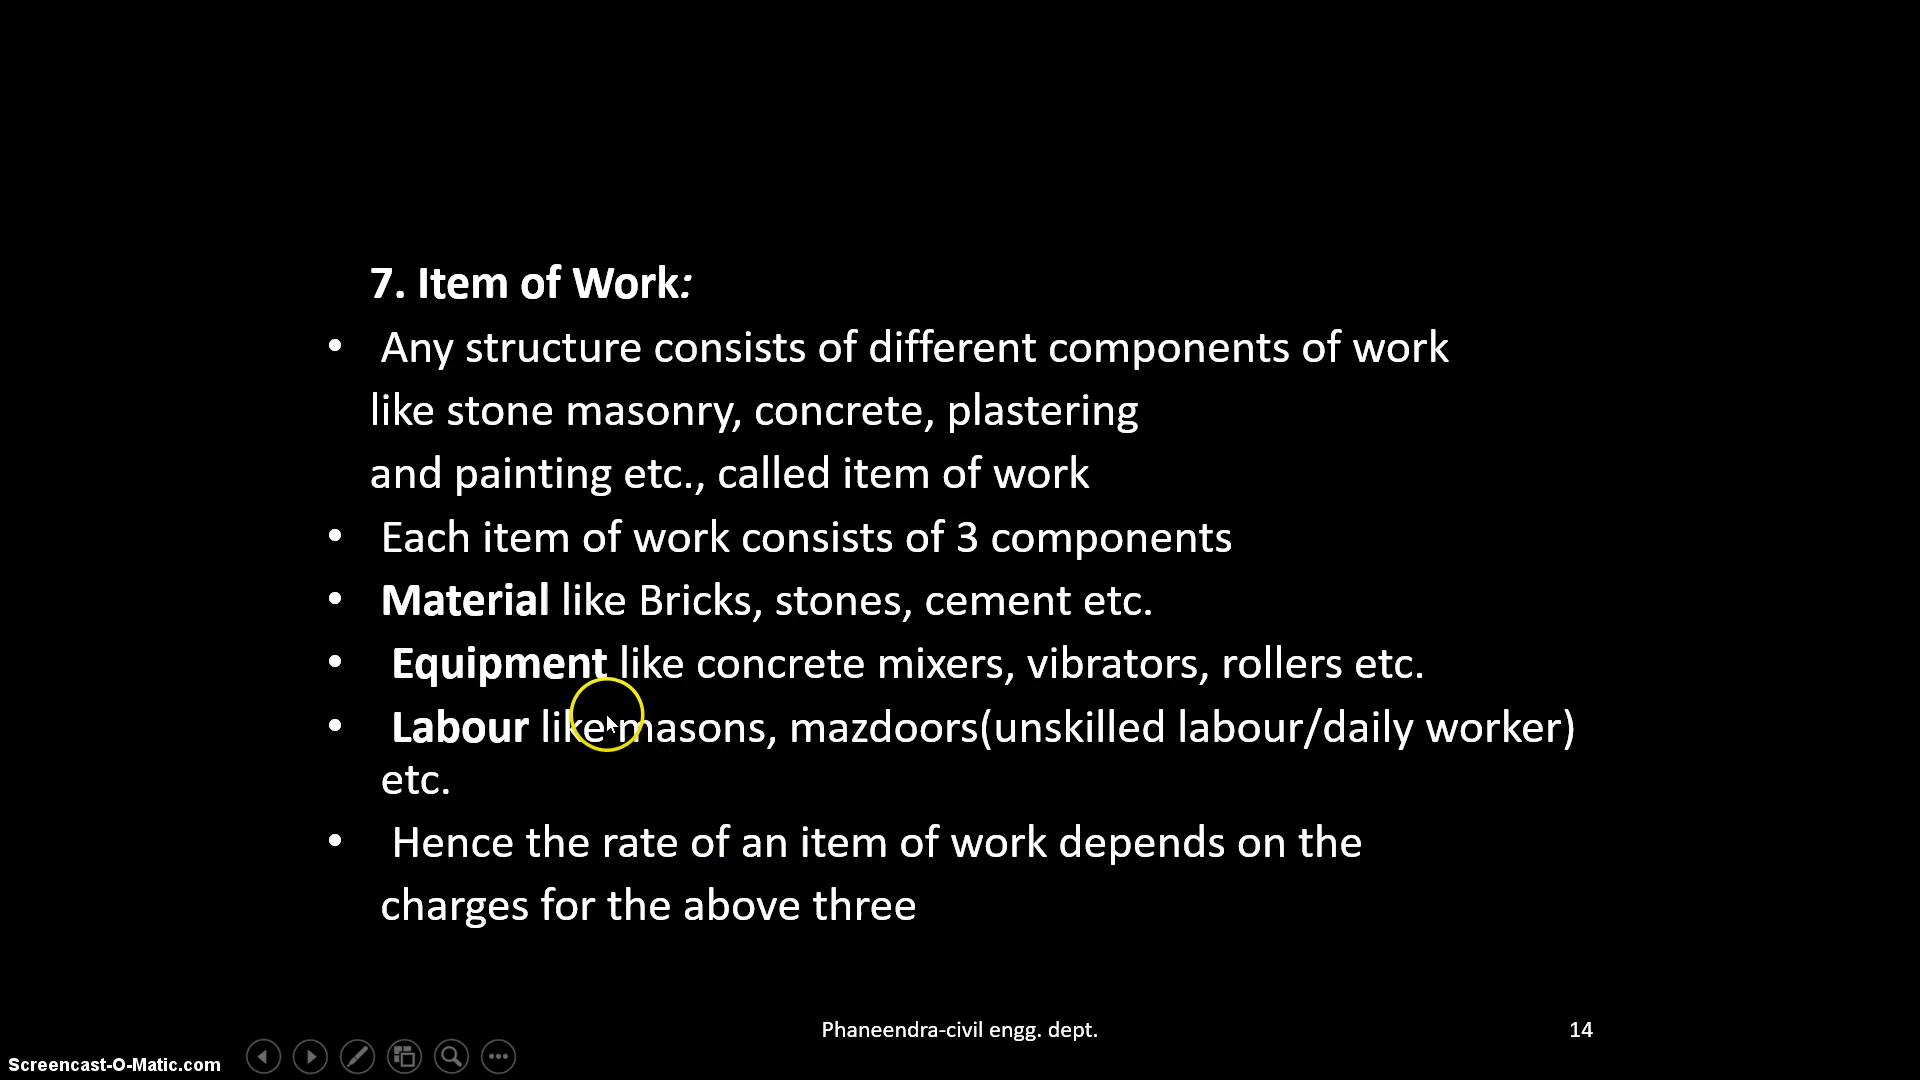 7. Item of Work:
• Any structure consists of different components of work
like stone masonry, concrete, plastering
and painting etc., called item of work
• Each item of work consists of 3 components
• Material like Bricks, stones, cement etc.
• Equipment like concrete mixers, vibrators, rollers etc.
• Labour like masons, mazdoors(unskilled labour/daily worker)
etc.
• Hence the rate of an item of work depends on the
charges for the above three
Phaneendra-civil engg. dept.
14
Screencast-O-Matic.com